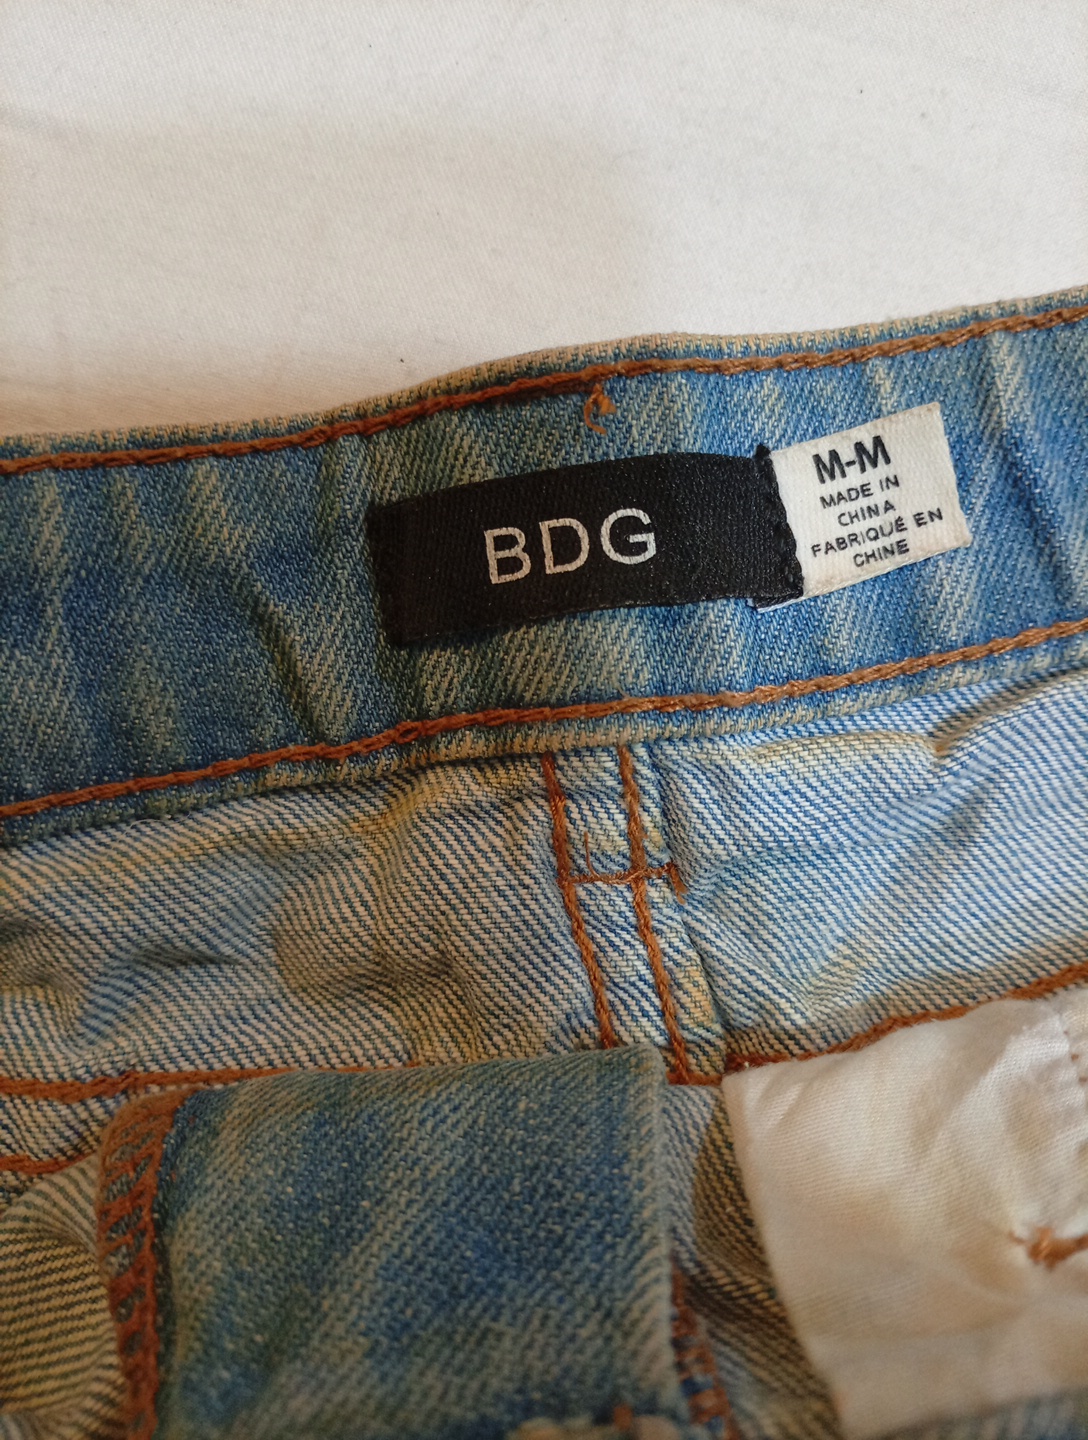 BDG
M-M
MADE IN
CHINA
FABRIQUÉ EN
CHINE